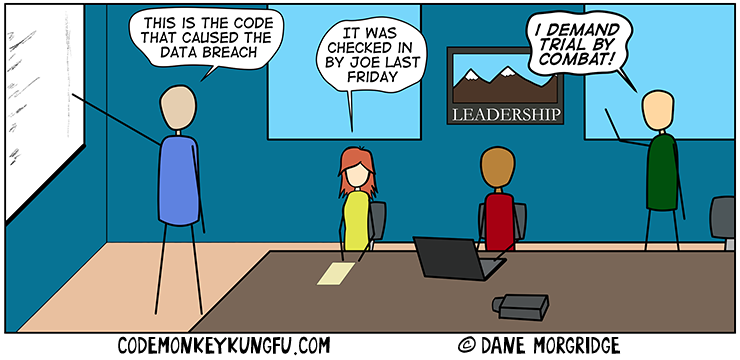 THIS IS THE CODE
THAT CAUSED THE
DATA BREACH
IT WAS
CHECKED IN
BY JOE LAST
FRIDAY
I DEMAND
TRIAL BY
COMBAT!
LEADERSHIP
CODEMONKEYKUNGFU.COM
© DANE MORGRIDGE